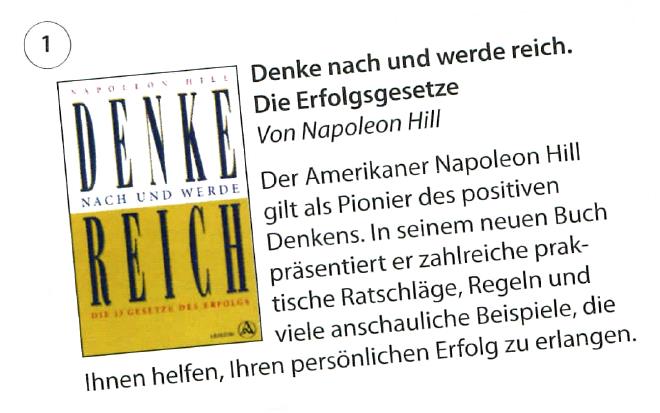 1
Denke nach und werde reich.
Die Erfolgsgesetze
Von Napoleon Hill
NAPOLEON HILL
DENKE
NACH UND WERDE
REICH
DIE 13 GESETZE DES ERFOLGS
Der Amerikaner Napoleon Hill
gilt als Pionier des positiven
Denkens. In seinem neuen Buch
präsentiert er zahlreiche prak-
tische Ratschläge, Regeln und
viele anschauliche Beispiele, die
Ihnen helfen, Ihren persönlichen Erfolg zu erlangen.